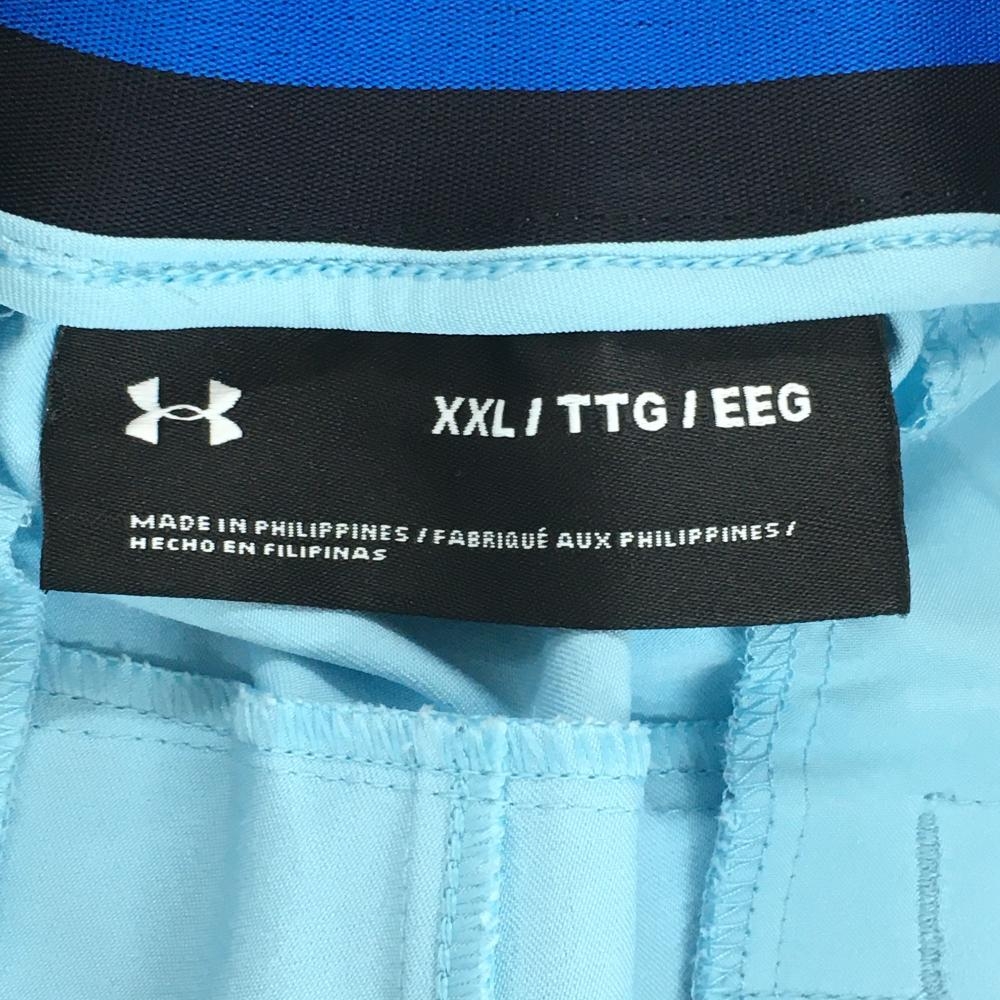 XXL / TTG / EEG
MADE IN PHILIPPINES / FABRIQUÉ AUX PHILIPPINES /
HECHO EN FILIPINAS